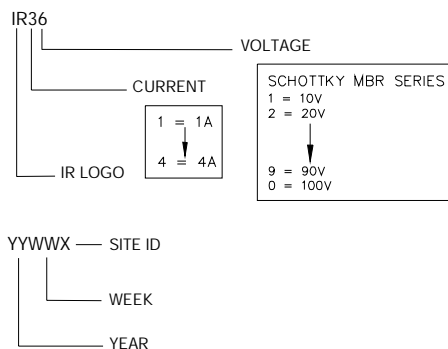 IR36
VOLTAGE
CURRENT
1 = 1A
4 = 4A
IR LOGO
SCHOTTKY MBR SERIES
1 = 10V
2 = 20V
9 = 90V
0 = 100V
YYWWX
SITE ID
WEEK
YEAR